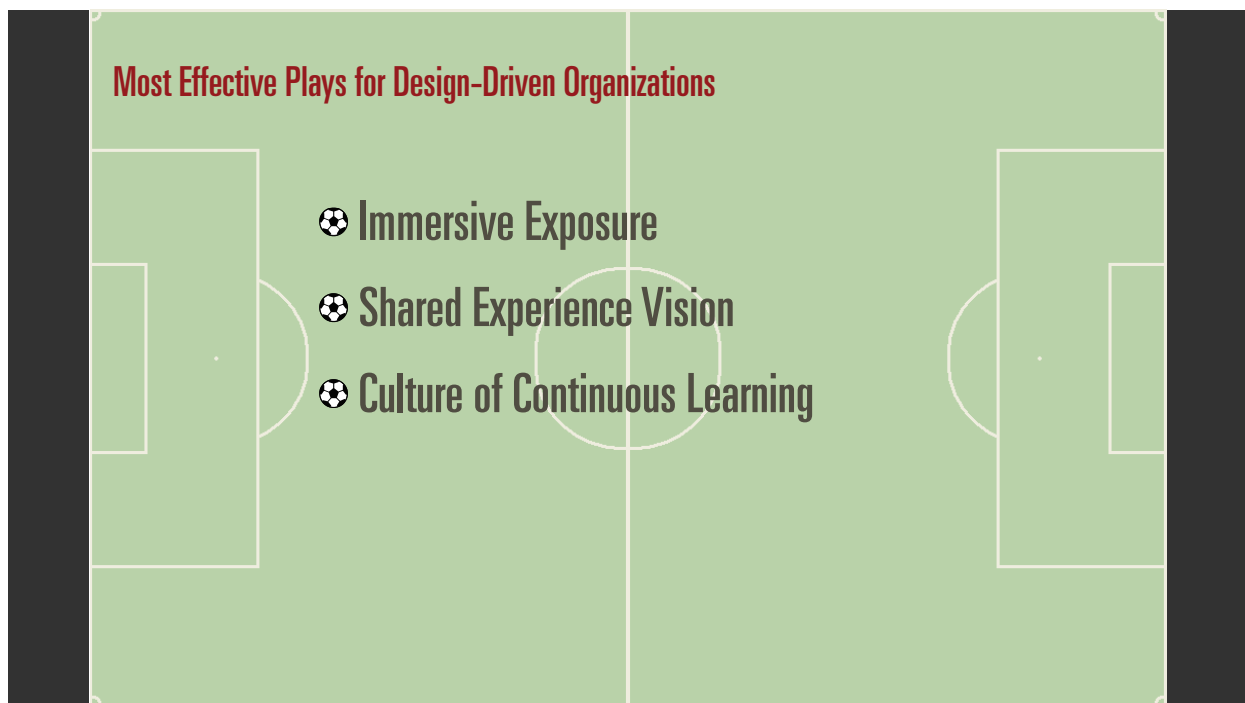 Most Effective Plays for Design-Driven Organizations
Immersive Exposure
Shared Experience Vision
Culture of Continuous Learning